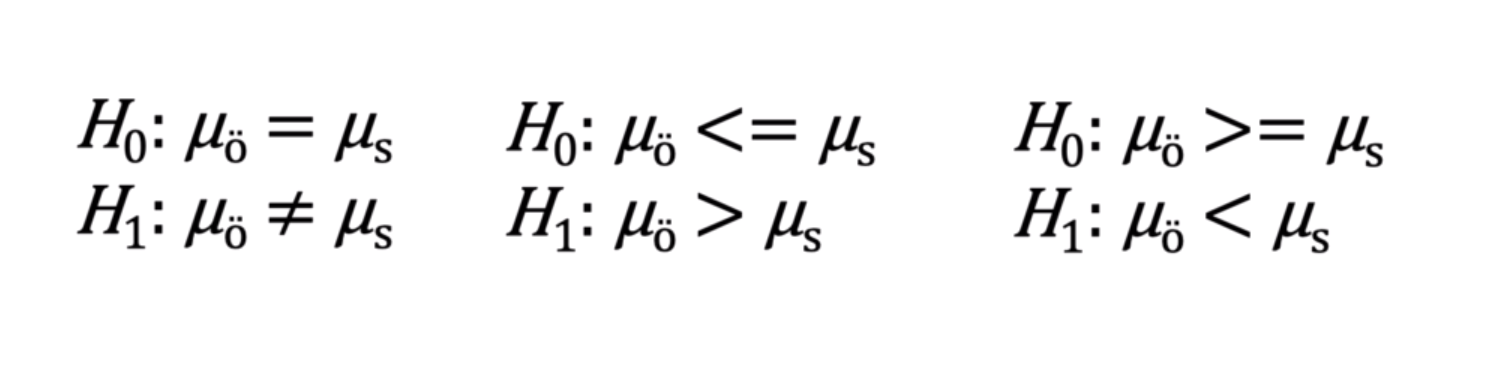 H₀: μö = μs
H₁: μö ≠ μs
H₀: μö <= μs
H₁: μö > μs
H₀: μö >= μs
H₁: μö < μs